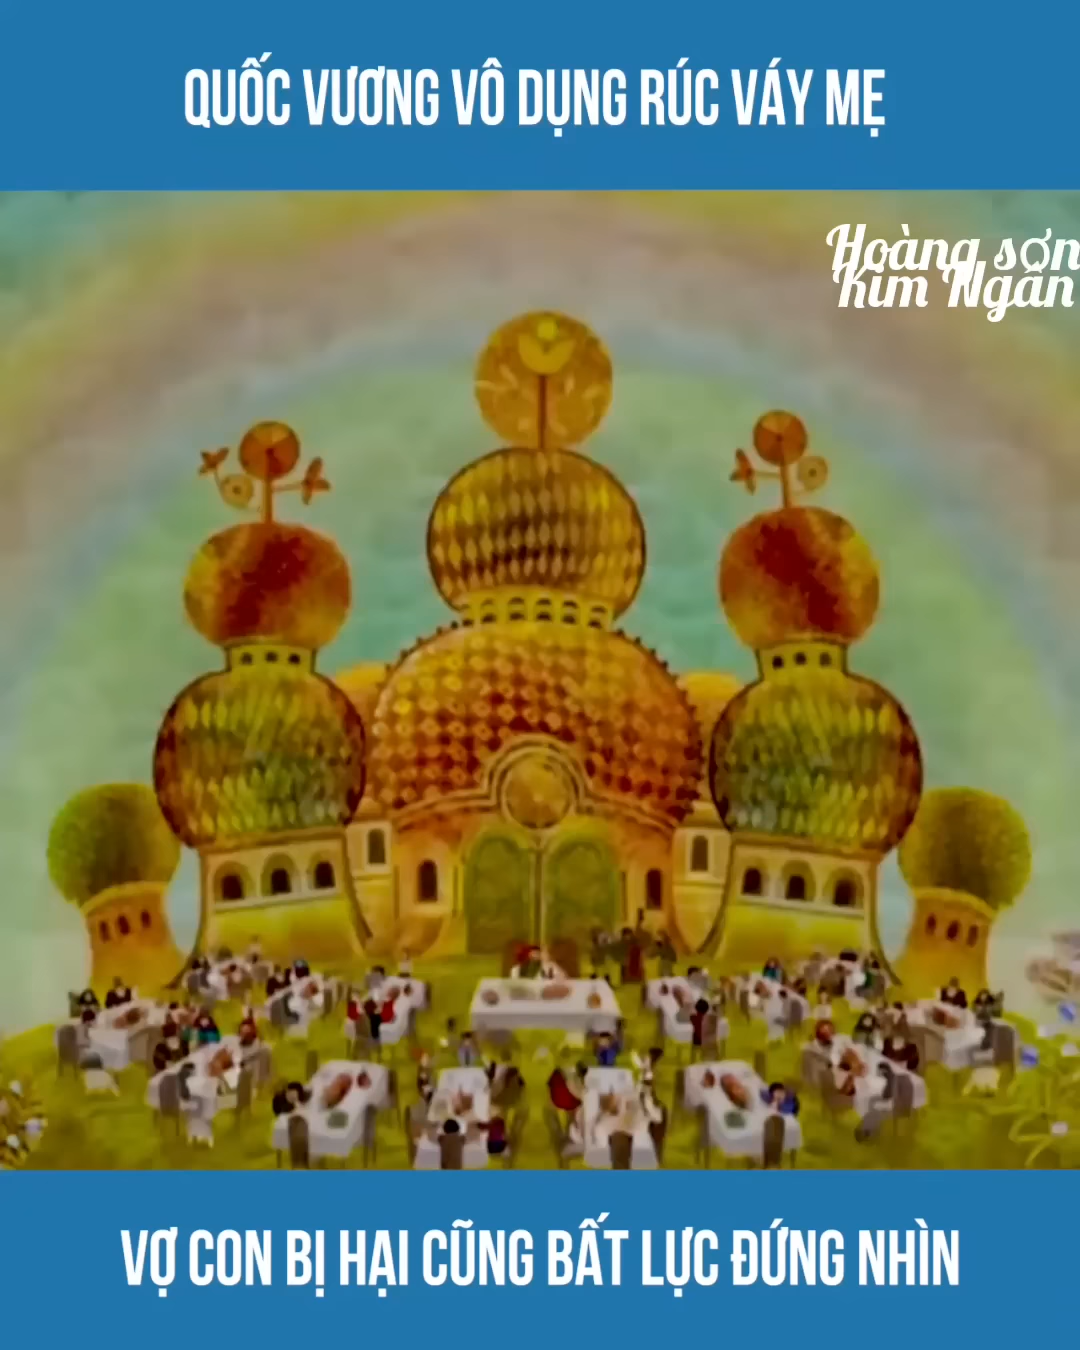 QUỐC VƯƠNG VÔ DỤNG RÚC VÁY MẸ
Hoàng sơn
Kim Ngân
VỢ CON BỊ HẠI CŨNG BẤT LỰC ĐỨNG NHÌN